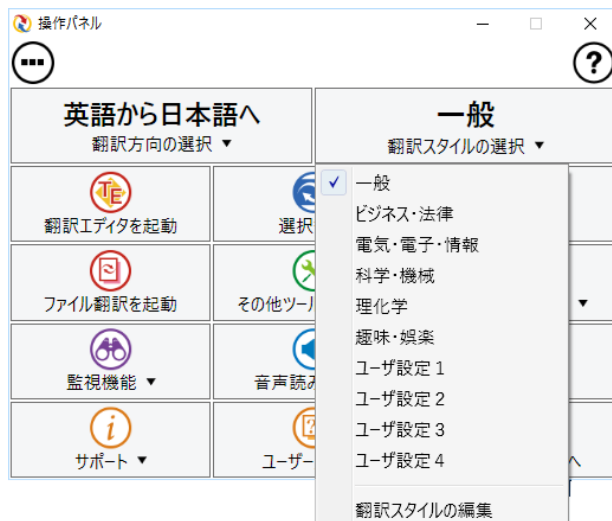 操作パネル
英語から日本語へ
翻訳方向の選択 ▼
一般
翻訳スタイルの選択 ▼
翻訳エディタを起動
選択
ファイル翻訳を起動
その他ツー
監視機能 ▼
音声読み
サポート ▼
ユーザー
へ
✓ 一般
ビジネス・法律
電気・電子・情報
科学・機械
理化学
趣味・娯楽
ユーザ設定 1
ユーザ設定 2
ユーザ設定 3
ユーザ設定 4
翻訳スタイルの編集